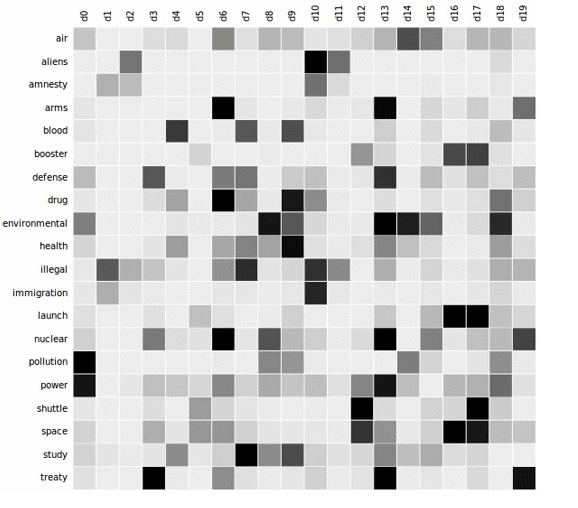 d0 d1 d2 d3 d4 d5 d6 d7 d8 d9 d10 d11 d12 d13 d14 d15 d16 d17 d18 d19
air
aliens
amnesty
arms
blood
booster
defense
drug
environmental
health
illegal
immigration
launch
nuclear
pollution
power
shuttle
space
study
treaty